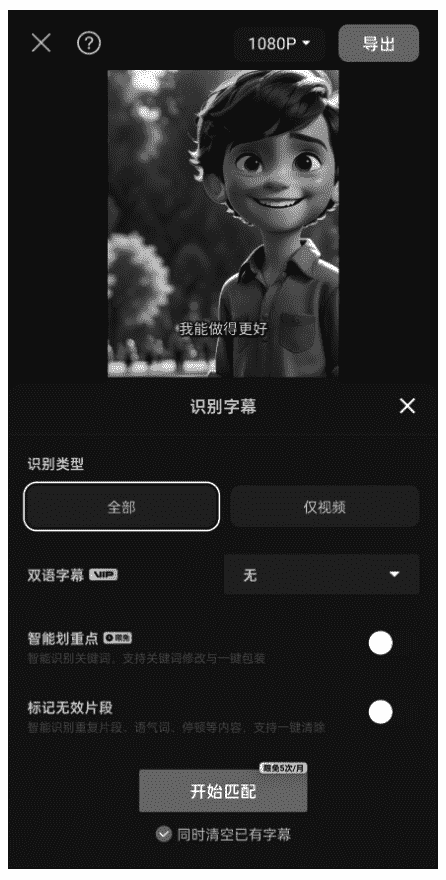 1080P
导出
我能做得更好
识别字幕
识别类型
全部
仅视频
双语字幕 VIP
无
智能划重点 限免
智能识别关键词，支持关键词修改与一键包装
标记无效片段
智能识别重复片段、语气词、停顿等内容，支持一键清除
限免5次/月
开始匹配
同时清空已有字幕